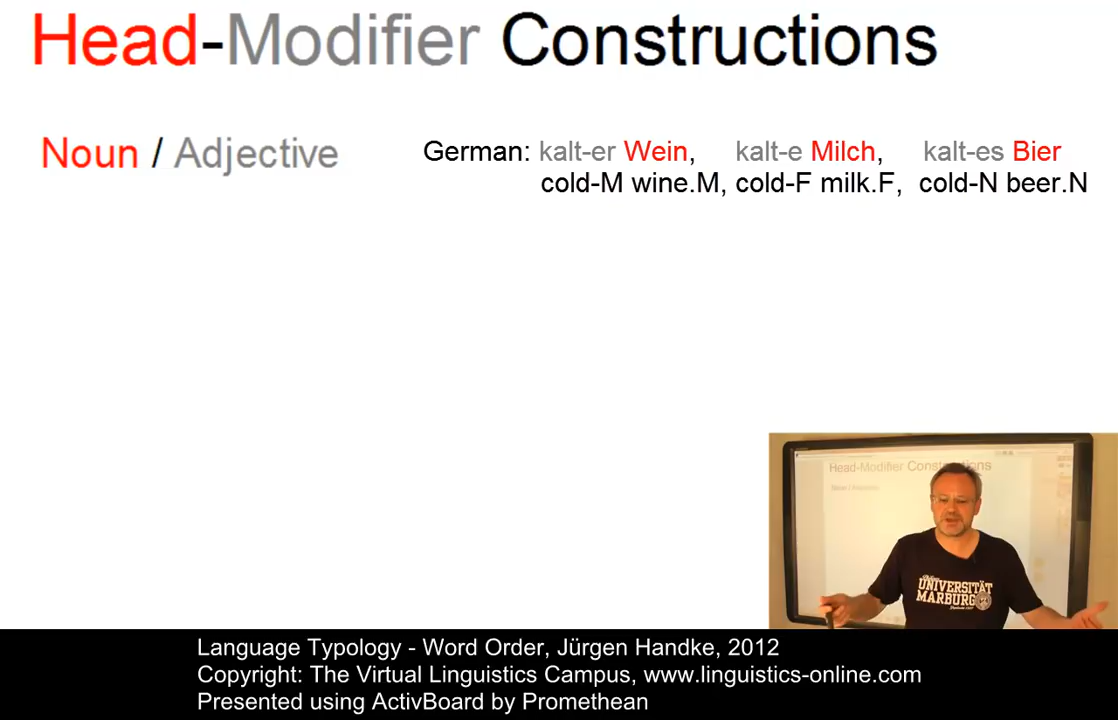 Head-Modifier Constructions
Noun / Adjective
German: kalt-er Wein, kalt-e Milch, kalt-es Bier
cold-M wine.M, cold-F milk.F, cold-N beer.N
Head-Modifier Constructions
UNIVERSITÄT
MARBURG
Language Typology - Word Order, Jürgen Handke, 2012
Copyright: The Virtual Linguistics Campus, www.linguistics-online.com
Presented using ActivBoard by Promethean